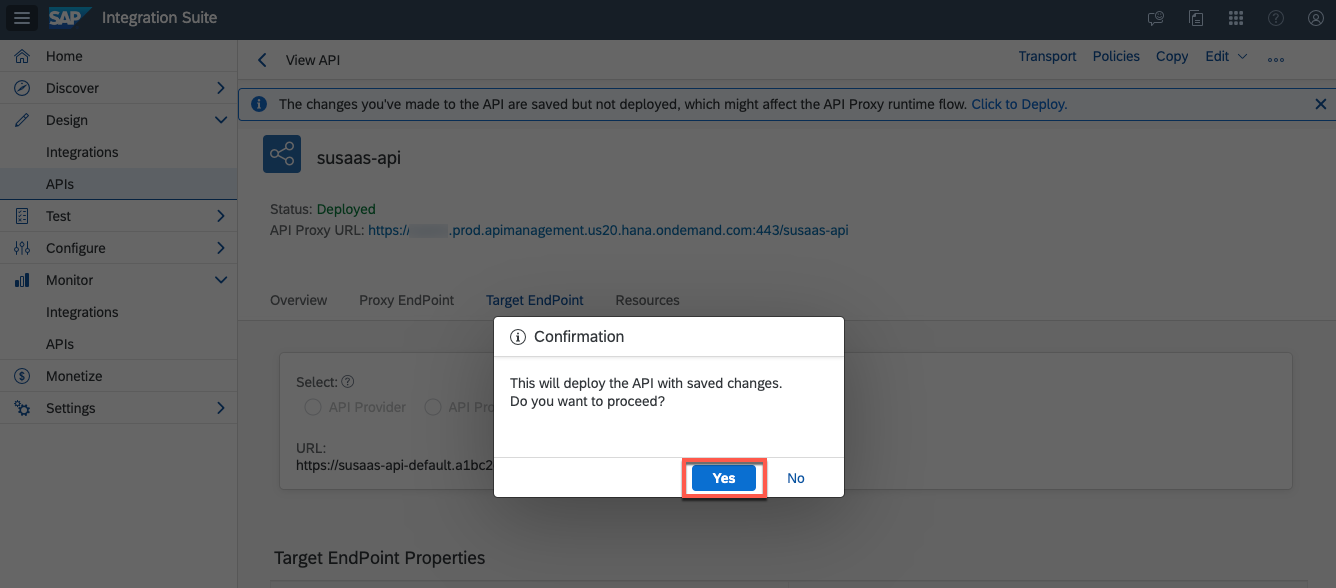 SAP Integration Suite
Home
Discover
Design
Integrations
APIs
Test
Configure
Monitor
Integrations
APIs
Monetize
Settings
View API
Transport Policies Copy Edit
The changes you've made to the API are saved but not deployed, which might affect the API Proxy runtime flow. Click to Deploy.
susaas-api
Status: Deployed
API Proxy URL: https:// .prod.apimanagement.us20.hana.ondemand.com:443/susaas-api
Overview Proxy EndPoint Target EndPoint Resources
Select:
API Provider API Pro
URL:
https://susaas-api-default.a1bc2
Confirmation
This will deploy the API with saved changes.
Do you want to proceed?
Yes No
Target EndPoint Properties